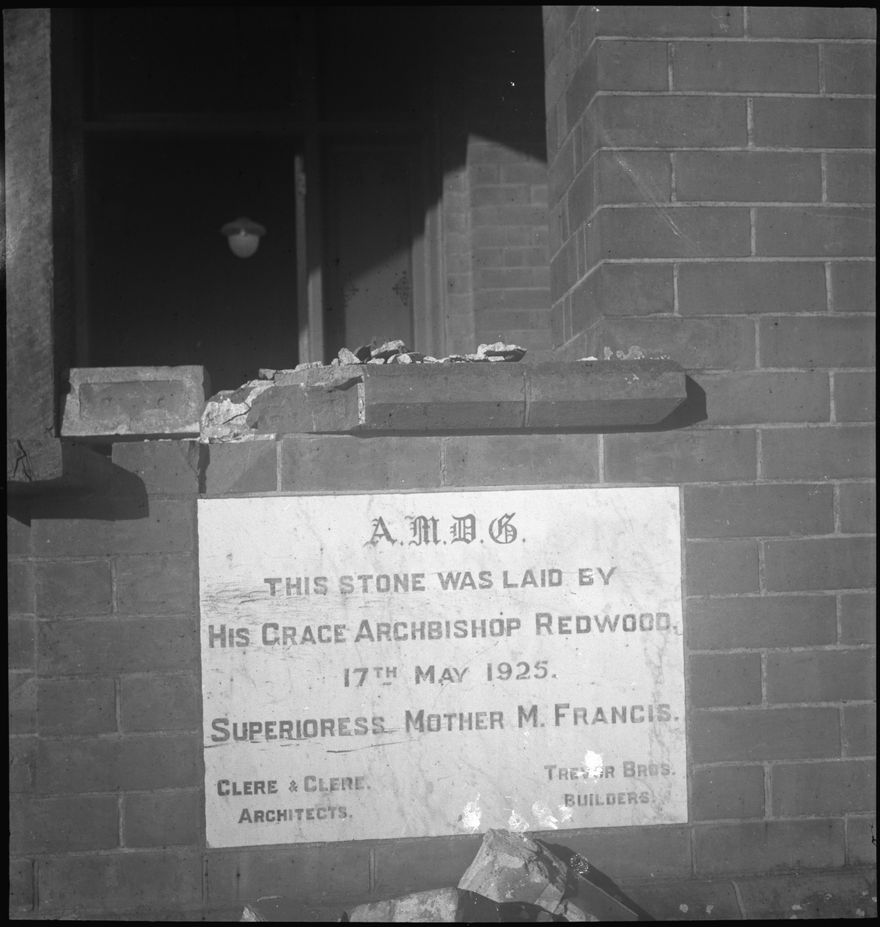 A.M.D.G.
THIS STONE WAS LAID BY
HIS GRACE ARCHBISHOP REDWOOD.
17TH MAY 1925.
SUPERIORESS MOTHER M. FRANCIS.
CLERE & CLERE.
ARCHITECTS.
TREVOR BROS.
BUILDERS.